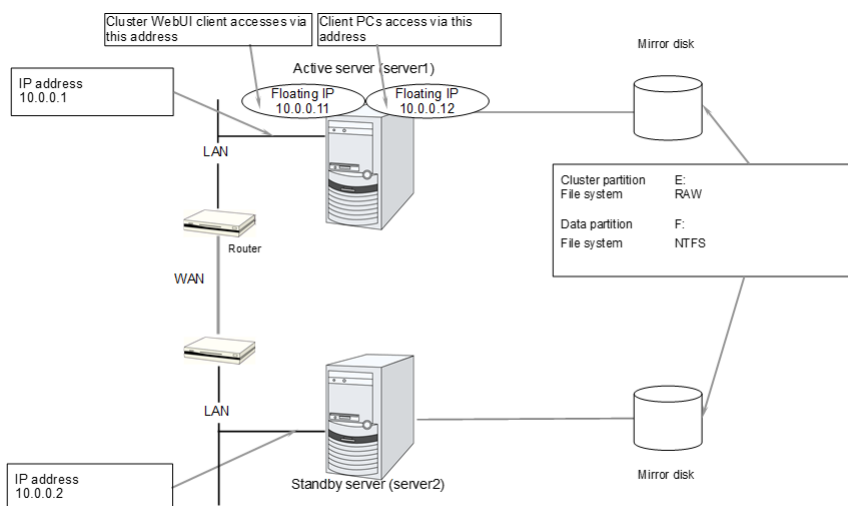 Cluster WebUI client accesses via
this address
Client PCs access via this
address
Mirror disk
Active server (server1)
IP address
10.0.0.1
Floating IP
10.0.0.11
Floating IP
10.0.0.12
LAN
Cluster partition E:
File system RAW
Data partition F:
File system NTFS
Router
WAN
LAN
IP address
10.0.0.2
Standby server (server2)
Mirror disk